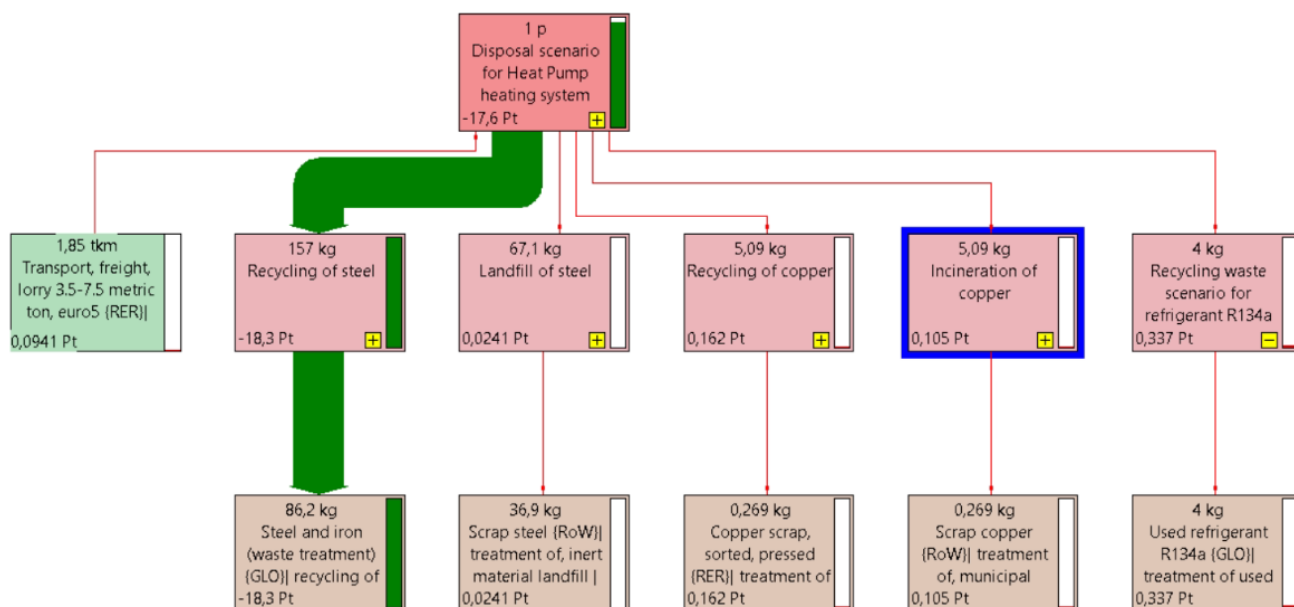 1 p
Disposal scenario
for Heat Pump
heating system
-17,6 Pt
+
1,85 tkm
Transport, freight,
lorry 3.5-7.5 metric
ton, euro5 {RER}|
0,0941 Pt
157 kg
Recycling of steel
-18,3 Pt
+
67,1 kg
Landfill of steel
0,0241 Pt
+
5,09 kg
Recycling of copper
0,162 Pt
+
5,09 kg
Incineration of
copper
0,105 Pt
+
4 kg
Recycling waste
scenario for
refrigerant R134a
0,337 Pt
−
86,2 kg
Steel and iron
(waste treatment)
{GLO}| recycling of
-18,3 Pt
36,9 kg
Scrap steel {RoW}|
treatment of, inert
material landfill |
0,0241 Pt
0,269 kg
Copper scrap,
sorted, pressed
{RER}| treatment of
0,162 Pt
0,269 kg
Scrap copper
{RoW}| treatment
of, municipal
0,105 Pt
4 kg
Used refrigerant
R134a {GLO}|
treatment of used
0,337 Pt